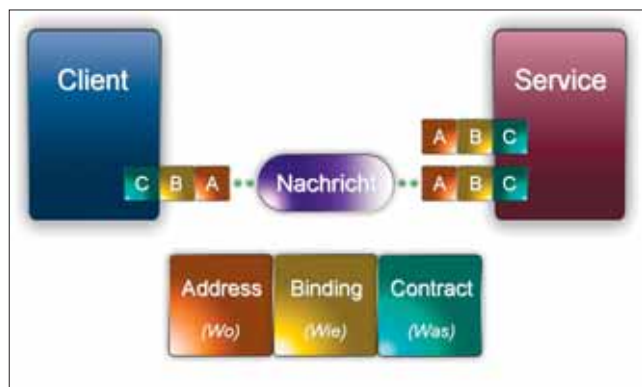 Client
Service
A B C
C B A
Nachricht
A B C
Address Binding Contract
(Wo) (Wie) (Was)